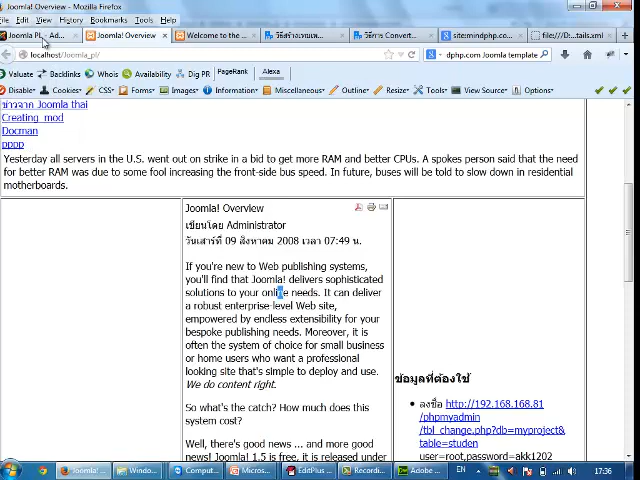 Joomla! Overview - Mozilla Firefox
File Edit View History Bookmarks Tools Help
Joomla PL - Ad... Joomla! Overview Welcome to the ... วิธีสร้างเทมเพ... วิธีการ Convert... sitemindphp.co... file:///D:/...tails.xml
localhost/Joomla_pl/ dphp.com Joomla template
Valuate Backlinks Whois Availability Dig PR PageRank Alexa
Disable Cookies CSS Forms Images Information Miscellaneous Outline Resize Tools View Source Options
ข่าวจาก Joomla thai
Creating_mod
Docman
pppp
Yesterday all servers in the U.S. went out on strike in a bid to get more RAM and better CPUs. A spokes person said that the need
for better RAM was due to some fool increasing the front-side bus speed. In future, buses will be told to slow down in residential
motherboards.
Joomla! Overview
เขียนโดย Administrator
วันเสาร์ที่ 09 สิงหาคม 2008 เวลา 07:49 น.
If you're new to Web publishing systems,
you'll find that Joomla! delivers sophisticated
solutions to your online needs. It can deliver
a robust enterprise-level Web site,
empowered by endless extensibility for your
bespoke publishing needs. Moreover, it is
often the system of choice for small business
or home users who want a professional
looking site that's simple to deploy and use.
We do content right.
So what's the catch? How much does this
system cost?
Well, there's good news ... and more good
news! Joomla! 1.5 is free, it is released under
ข้อมูลที่ต้องใช้
ลงชื่อ http://192.168.168.81
/phpmyadmin
/tbl_change.php?db=myproject&
table=studen
user=root,password=akk1202
Joomla! ... Window... Comput... Micros... EditPlus ... Recordi... Adobe ... EN 17:36